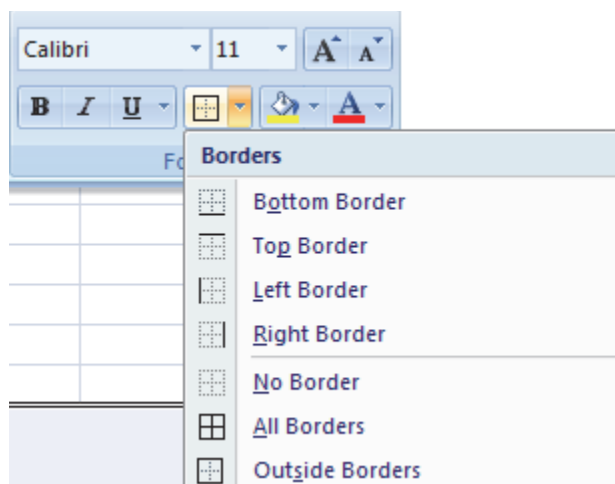 Calibri 11 A A
B I U A
Fo
Borders
Bottom Border
Top Border
Left Border
Right Border
No Border
All Borders
Outside Borders